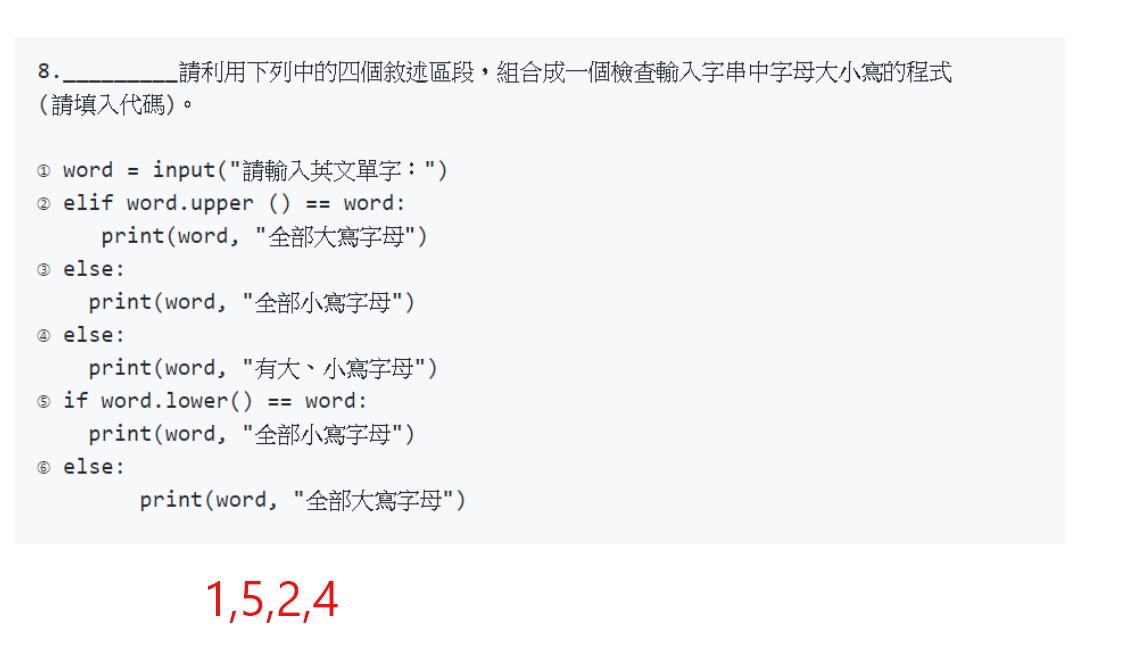 8._________請利用下列中的四個敘述區段，組合成一個檢查輸入字串中字母大小寫的程式
(請填入代碼)。
① word = input("請輸入英文單字：")
② elif word.upper () == word:
print(word, "全部大寫字母")
③ else:
print(word, "全部小寫字母")
④ else:
print(word, "有大、小寫字母")
⑤ if word.lower() == word:
print(word, "全部小寫字母")
⑥ else:
print(word, "全部大寫字母")
1,5,2,4